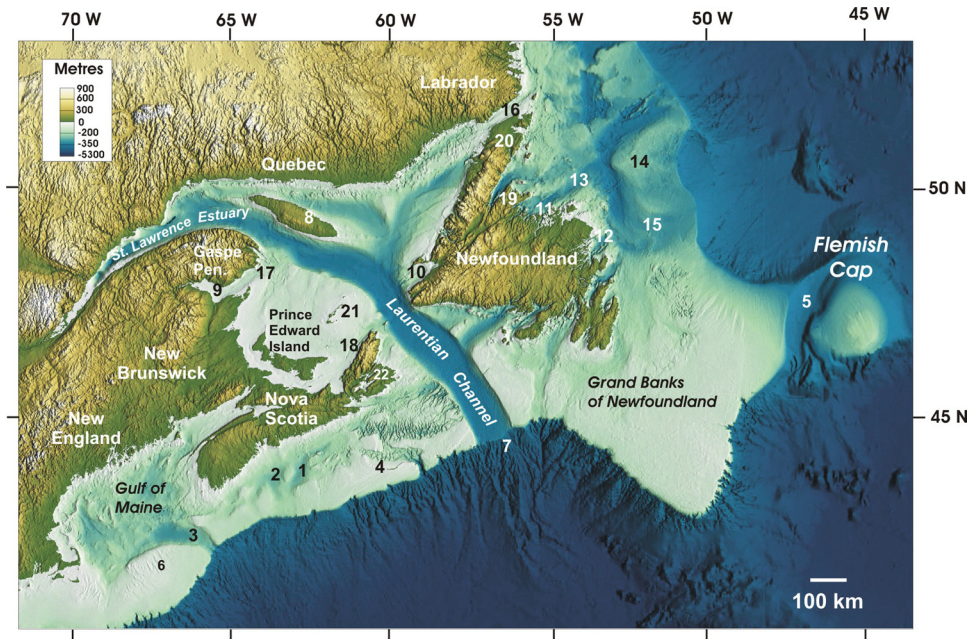 70 W
65 W
60 W
55 W
50 W
45 W
Metres
900
600
300
0
-200
-350
-5300
Labrador
16
20
14
Quebec
13
50 N
19
11
8
15
St. Lawrence Estuary
12
Flemish
Cap
Gaspe
Pen.
17
10
Newfoundland
9
5
21
Prince
Edward
Island
Laurentian
Channel
18
New
Brunswick
22
Grand Banks
of Newfoundland
Nova
Scotia
45 N
New
England
7
2
1
4
Gulf of
Maine
3
6
100 km